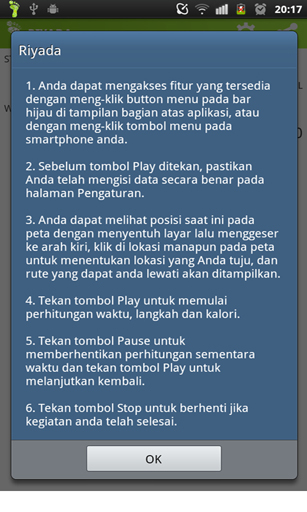 20:17
Riyada
1. Anda dapat mengakses fitur yang tersedia
dengan meng-klik button menu pada bar
hijau di tampilan bagian atas aplikasi, atau
dengan meng-klik tombol menu pada
smartphone anda.
2. Sebelum tombol Play ditekan, pastikan
Anda telah mengisi data secara benar pada
halaman Pengaturan.
3. Anda dapat melihat posisi saat ini pada
peta dengan menyentuh layar lalu menggeser
ke arah kiri, klik di lokasi manapun pada peta
untuk menentukan lokasi yang Anda tuju, dan
rute yang dapat anda lewati akan ditampilkan.
4. Tekan tombol Play untuk memulai
perhitungan waktu, langkah dan kalori.
5. Tekan tombol Pause untuk
memberhentikan perhitungan sementara
waktu dan tekan tombol Play untuk
melanjutkan kembali.
6. Tekan tombol Stop untuk berhenti jika
kegiatan anda telah selesai.
OK